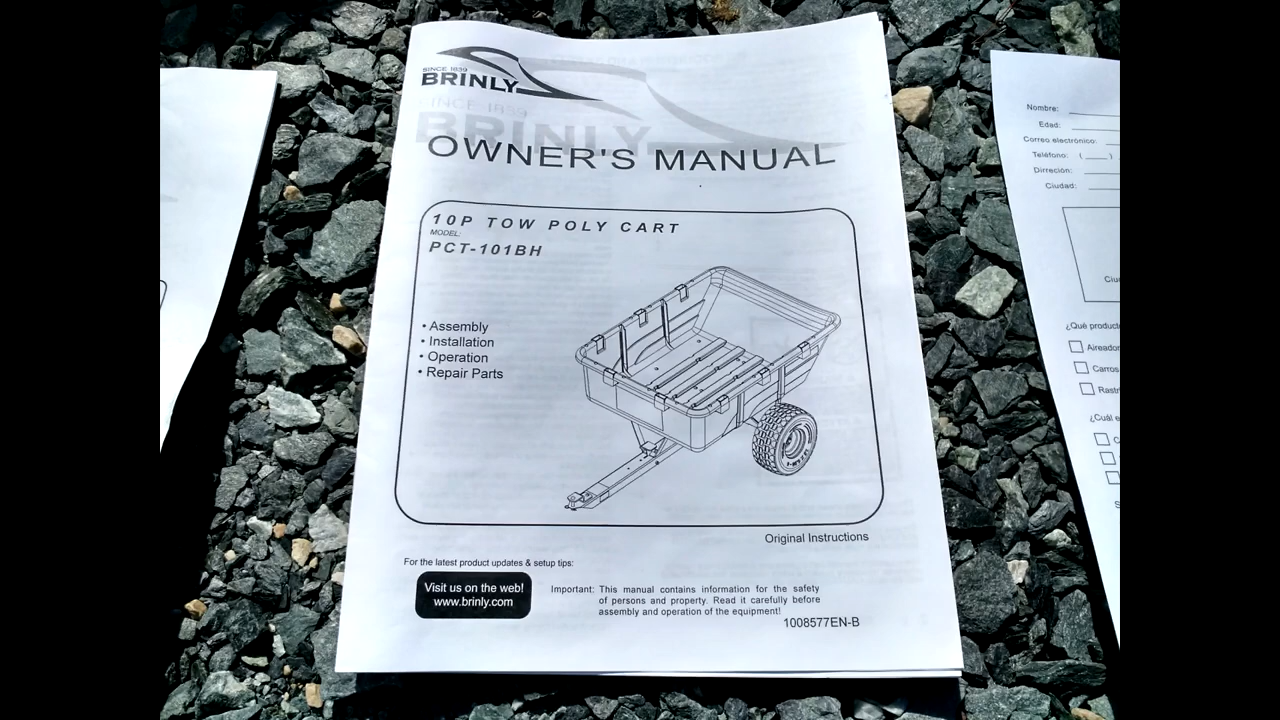 SINCE 1839
BRINLY
SINCE 1839
BRINLY
OWNER'S MANUAL
10P TOW POLY CART
MODEL:
PCT-101BH
• Assembly
• Installation
• Operation
• Repair Parts
Original Instructions
For the latest product updates & setup tips:
Visit us on the web!
www.brinly.com
Important: This manual contains information for the safety
of persons and property. Read it carefully before
assembly and operation of the equipment!
1008577EN-B
Nombre:
Edad:
Correo electrónico:
Teléfono: ( )
Dirreción:
Ciudad:
¿Qué product
Aireador
Carros
Rastr
¿Cuál e